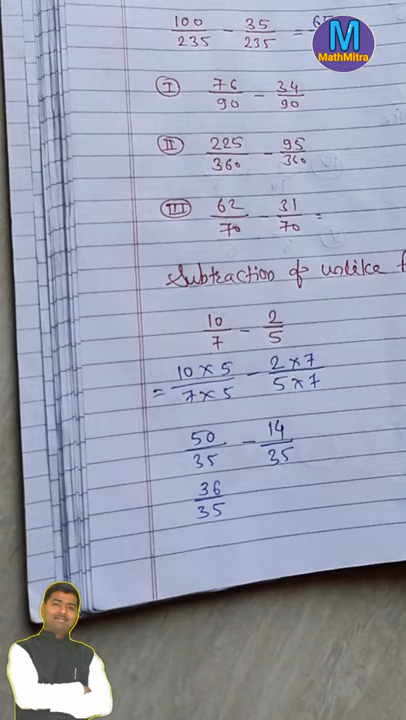 100/235 - 35/235 =
M
MathMitra
I 76/90 - 34/90
II 225/360 - 95/360
III 62/70 - 31/70 =
Subtraction of unlike
10/7 - 2/5
= 10×5/7×5 - 2×7/5×7
50/35 - 14/35
36/35